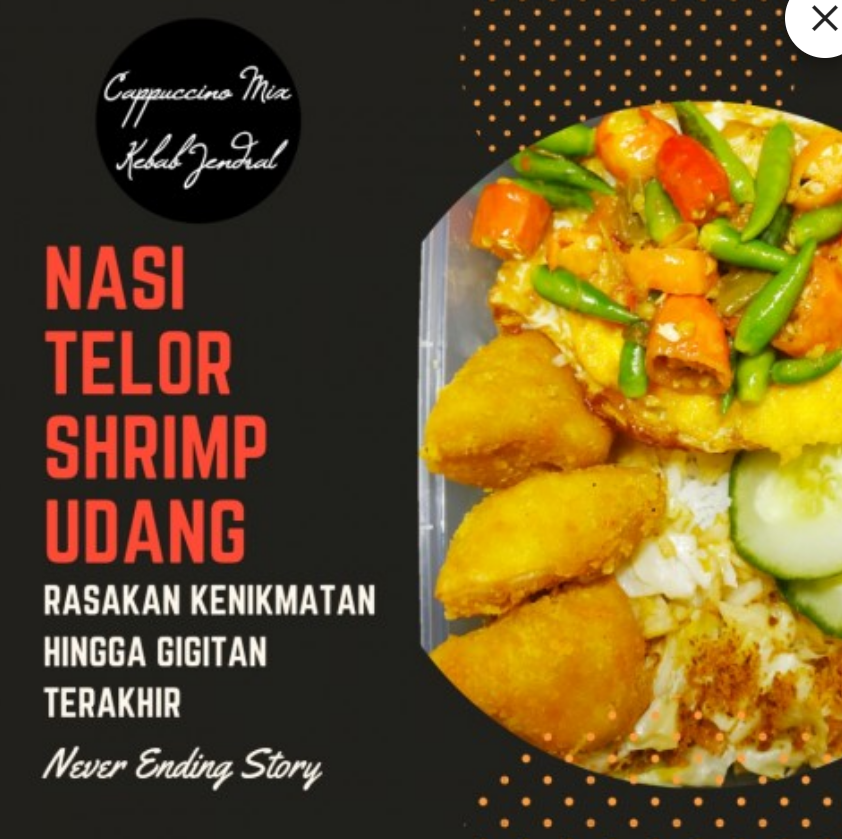 Cappuccino Mix
Kebab Jendral
NASI
TELOR
SHRIMP
UDANG
RASAKAN KENIKMATAN
HINGGA GIGITAN
TERAKHIR
Never Ending Story